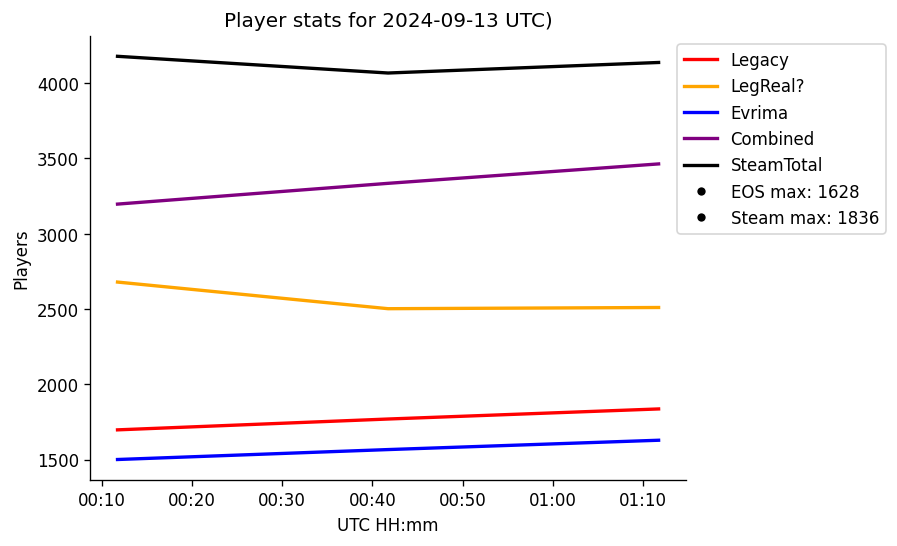 Player stats for 2024-09-13 UTC)
Players
4000
3500
3000
2500
2000
1500
00:10 00:20 00:30 00:40 00:50 01:00 01:10
UTC HH:mm
Legacy
LegReal?
Evrima
Combined
SteamTotal
EOS max: 1628
Steam max: 1836